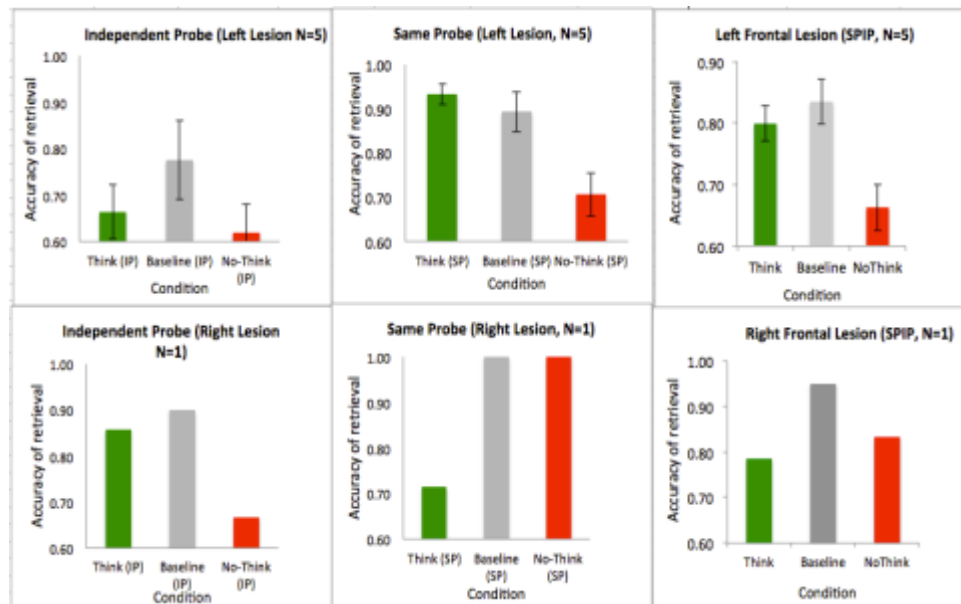 Independent Probe (Left Lesion N=5)
1.00
0.90
0.80
0.70
0.60
Accuracy of retrieval
Think (IP) Baseline (IP) No-Think
(IP)
Condition
Same Probe (Left Lesion, N=5)
1.00
0.90
0.80
0.70
0.60
Accuracy of retrieval
Think (SP) Baseline (SP) No-Think (SP)
Condition
Left Frontal Lesion (SPIP, N=5)
0.90
0.80
0.70
0.60
Accuracy of retrieval
Think Baseline NoThink
Condition
Independent Probe (Right Lesion
N=1)
1.00
0.90
0.80
0.70
0.60
Accuracy of retrieval
Think (IP) Baseline No-Think
(IP) (IP)
Condition
Same Probe (Right Lesion, N=1)
1.00
0.90
0.80
0.70
0.60
Accuracy of retrieval
Think (SP) Baseline No-Think
(SP) (SP)
Condition
Right Frontal Lesion (SPIP, N=1)
1.00
0.90
0.80
0.70
0.60
Accuracy of retrieval
Think Baseline NoThink
Condition